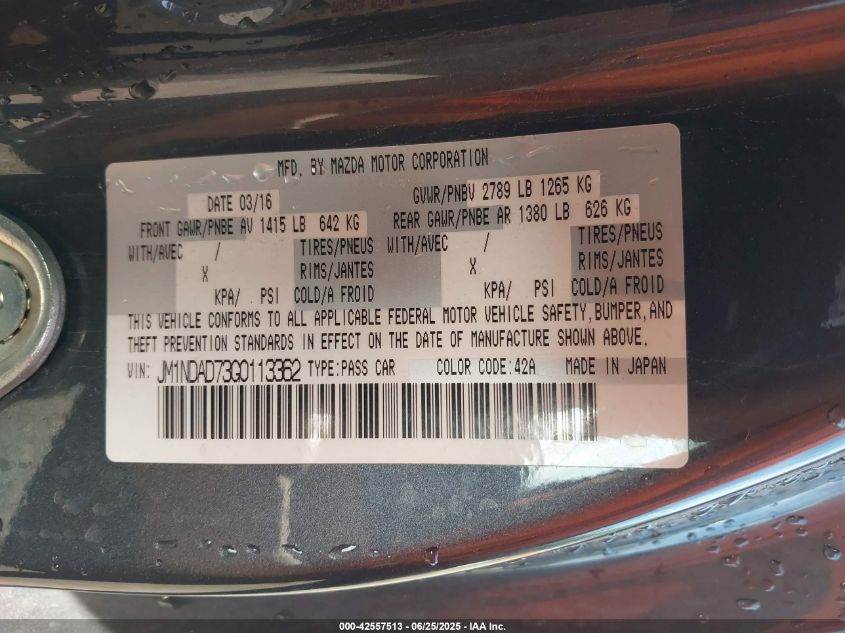 MFD. BY MAZDA MOTOR CORPORATION
DATE 03/16
GVWR/PNBV 2789 LB 1265 KG
FRONT GAWR/PNBE AV 1415 LB 642 KG
REAR GAWR/PNBE AR 1380 LB 626 KG
WITH/AVEC / TIRES/PNEUS WITH/AVEC / TIRES/PNEUS
X RIMS/JANTES X RIMS/JANTES
KPA/ PSI COLD/A FROID KPA/ PSI COLD/A FROID
THIS VEHICLE CONFORMS TO ALL APPLICABLE FEDERAL MOTOR VEHICLE SAFETY, BUMPER, AND
THEFT PREVENTION STANDARDS IN EFFECT ON THE DATE OF MANUFACTURE SHOWN ABOVE.
VIN: JM1NDAD73G0113362 TYPE:PASS CAR COLOR CODE:42A MADE IN JAPAN
000-42557513 - 06/25/2025 - IAA Inc.